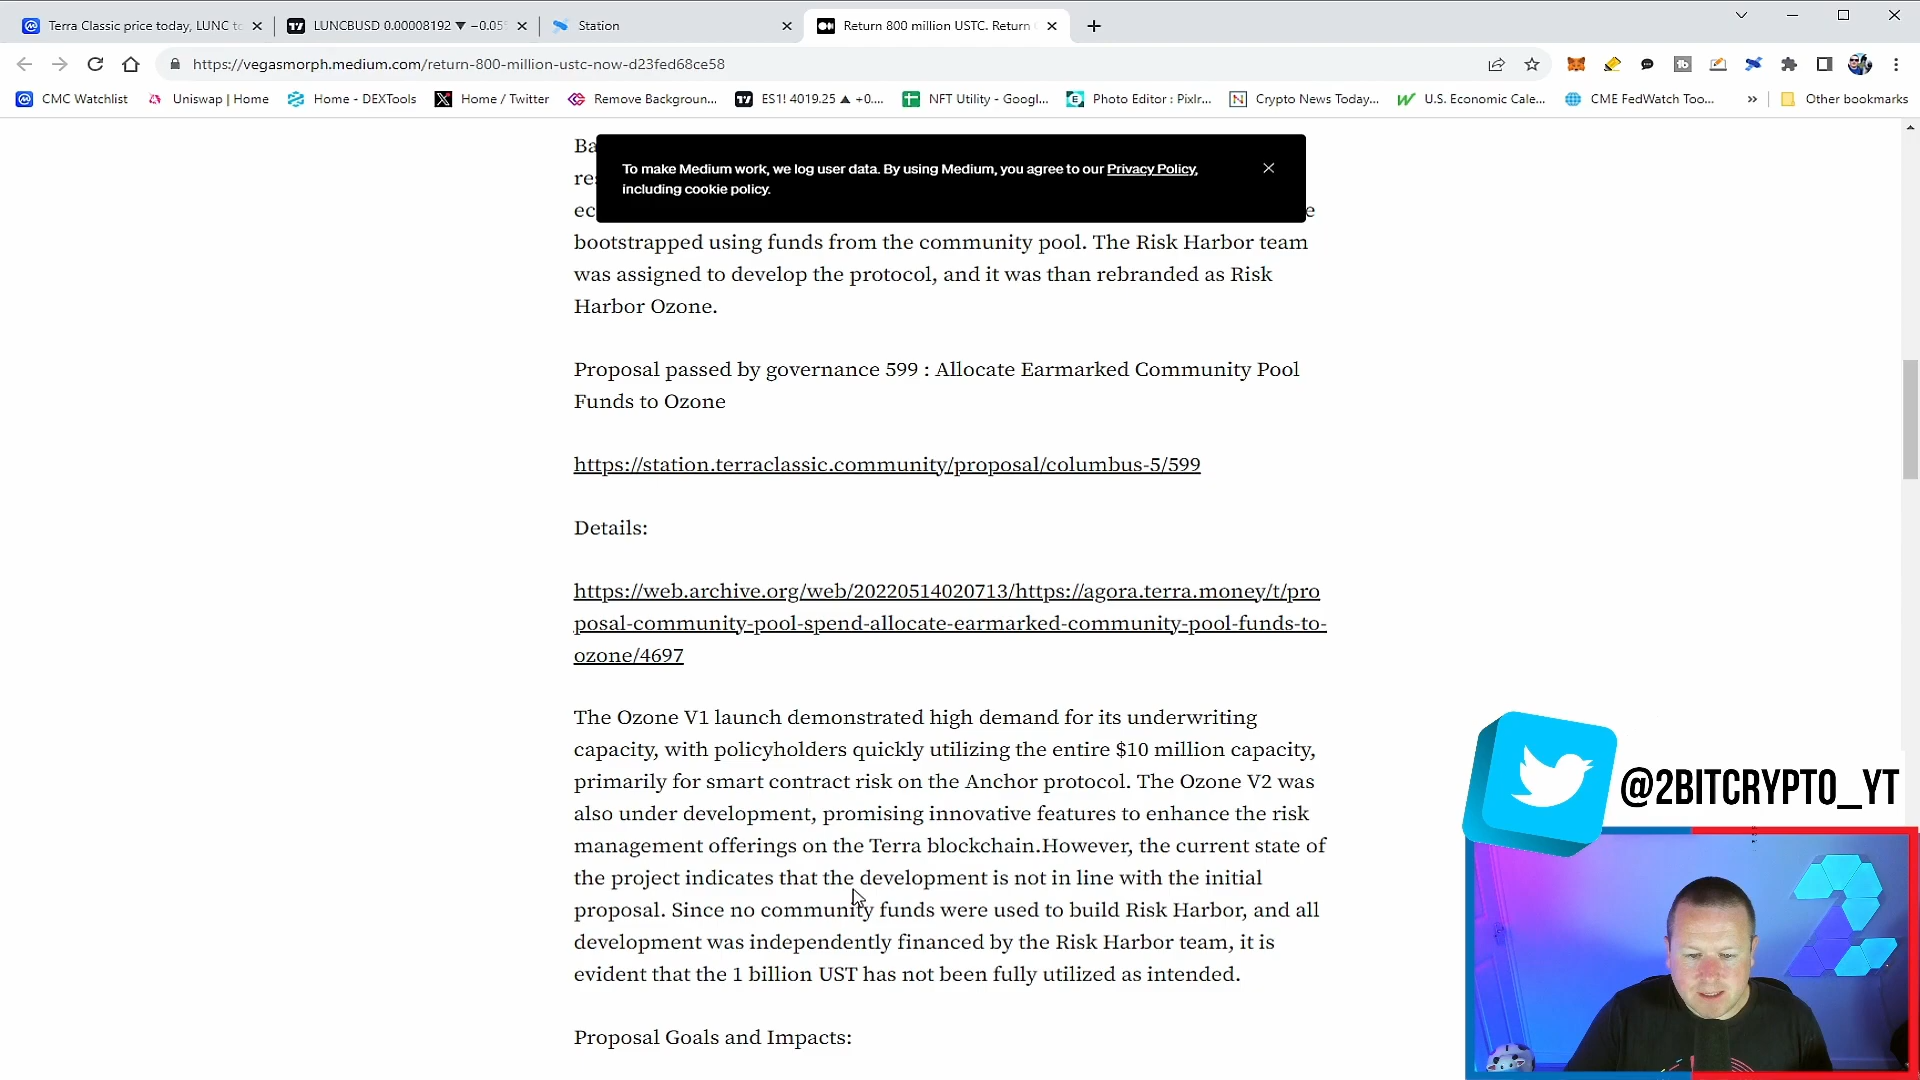 Terra Classic price today, LUNC to
LUNCBUSD 0.00008192 ▼ −0.05
Station
Return 800 million USTC. Return
https://vegasmorph.medium.com/return-800-million-ustc-now-d23fed68ce58
CMC Watchlist
Uniswap | Home
Home - DEXTools
Home / Twitter
Remove Backgroun...
ES1! 4019.25 ▲ +0....
NFT Utility - Googl...
Photo Editor : Pixlr...
Crypto News Today...
U.S. Economic Cale...
CME FedWatch Too...
»
Other bookmarks
Ba
To make Medium work, we log user data. By using Medium, you agree to our Privacy Policy,
including cookie policy.
res
ec e
bootstrapped using funds from the community pool. The Risk Harbor team
was assigned to develop the protocol, and it was than rebranded as Risk
Harbor Ozone.
Proposal passed by governance 599 : Allocate Earmarked Community Pool
Funds to Ozone
https://station.terraclassic.community/proposal/columbus-5/599
Details:
https://web.archive.org/web/20220514020713/https://agora.terra.money/t/pro
posal-community-pool-spend-allocate-earmarked-community-pool-funds-to-
ozone/4697
The Ozone V1 launch demonstrated high demand for its underwriting
capacity, with policyholders quickly utilizing the entire $10 million capacity,
primarily for smart contract risk on the Anchor protocol. The Ozone V2 was
also under development, promising innovative features to enhance the risk
management offerings on the Terra blockchain.However, the current state of
the project indicates that the development is not in line with the initial
proposal. Since no community funds were used to build Risk Harbor, and all
development was independently financed by the Risk Harbor team, it is
evident that the 1 billion UST has not been fully utilized as intended.
Proposal Goals and Impacts:
@2BITCRYPTO_YT